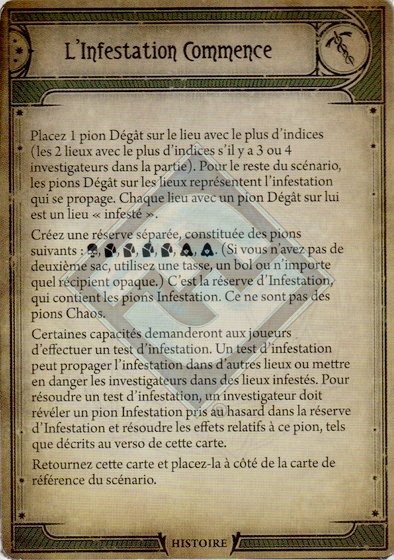 L'Infestation Commence
Placez 1 pion Dégât sur le lieu avec le plus d'indices
(les 2 lieux avec le plus d'indices s'il y a 3 ou 4
investigateurs dans la partie). Pour le reste du scénario,
les pions Dégât sur les lieux représentent l'infestation
qui se propage. Chaque lieu avec un pion Dégât sur lui
est un lieu « infesté ».
Créez une réserve séparée, constituée des pions
suivants : , , , , , , . (Si vous n'avez pas de
deuxième sac, utilisez une tasse, un bol ou n'importe
quel récipient opaque.) C'est la réserve d'Infestation,
qui contient les pions Infestation. Ce ne sont pas des
pions Chaos.
Certaines capacités demanderont aux joueurs
d'effectuer un test d'infestation. Un test d'infestation
peut propager l'infestation dans d'autres lieux ou mettre
en danger les investigateurs dans des lieux infestés. Pour
résoudre un test d'infestation, un investigateur doit
révéler un pion Infestation pris au hasard dans la réserve
d'Infestation et résoudre les effets relatifs à ce pion, tels
que décrits au verso de cette carte.
Retournez cette carte et placez-la à côté de la carte de
référence du scénario.
HISTOIRE